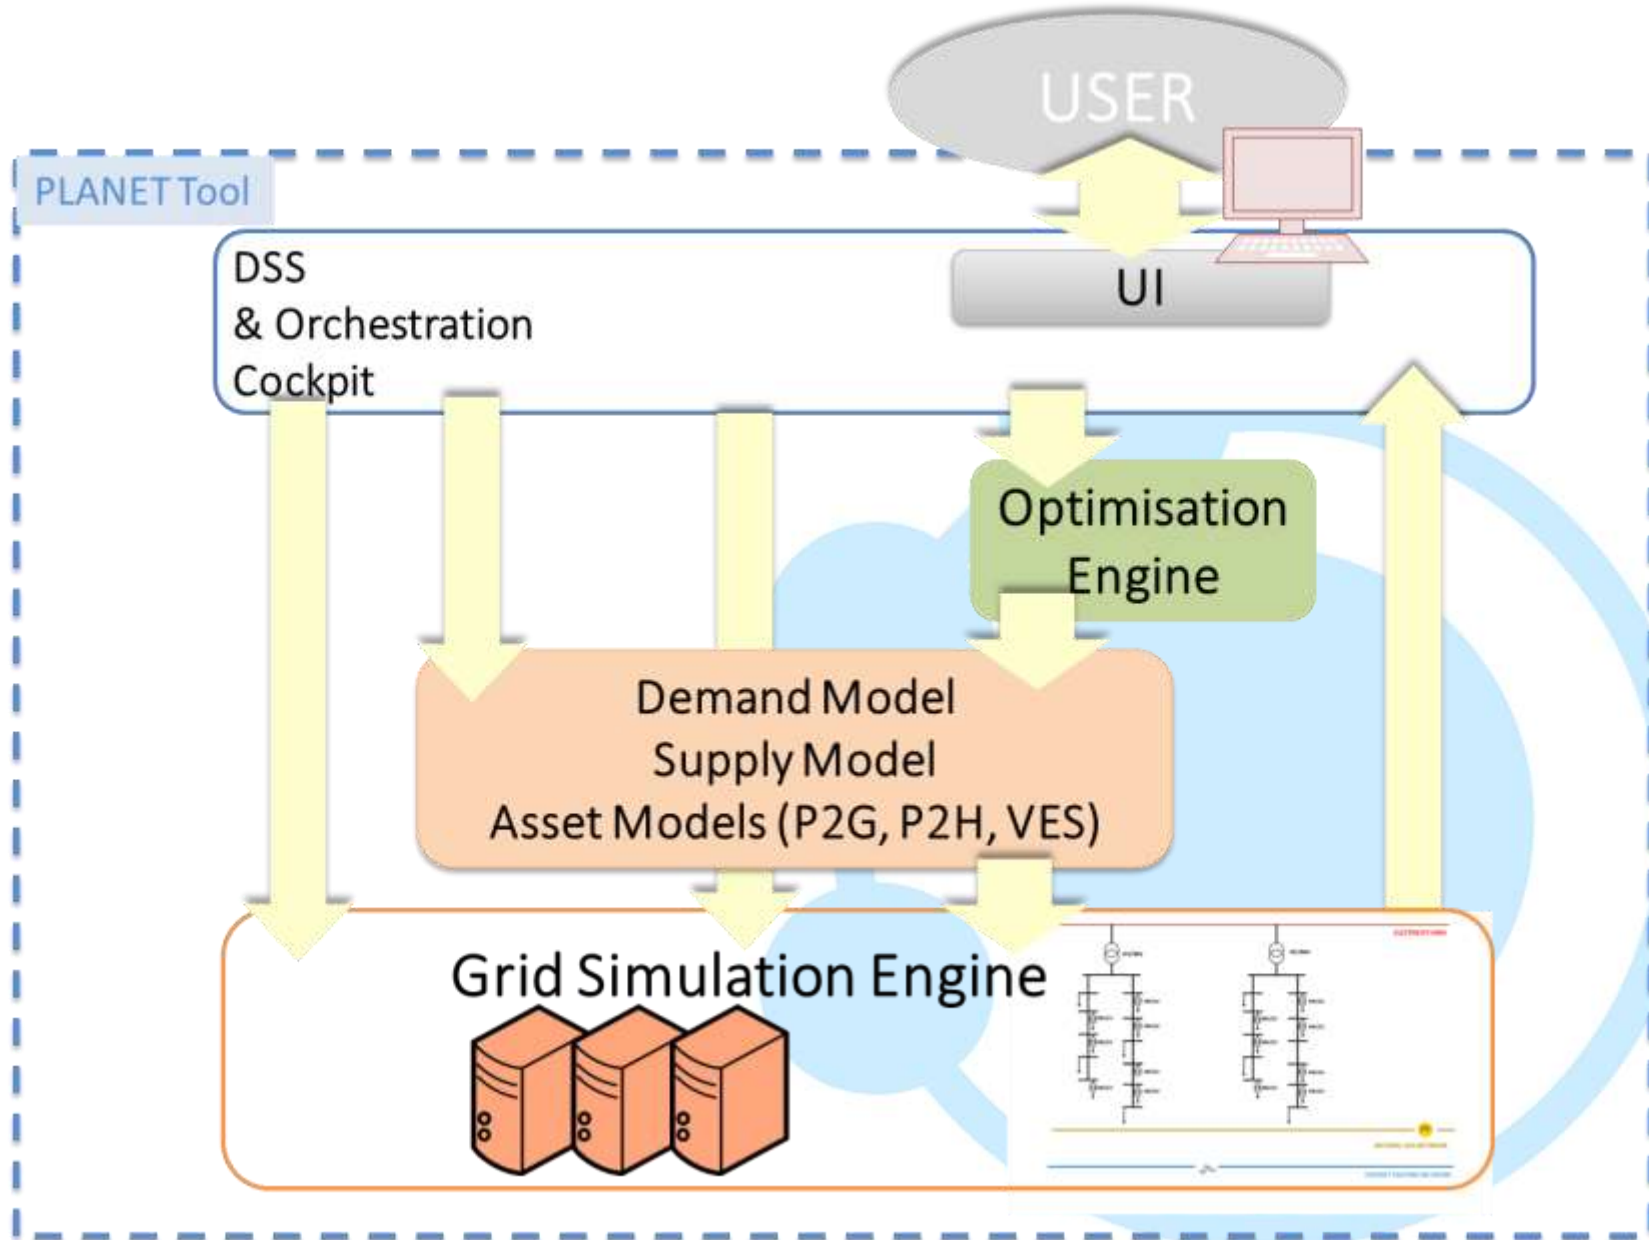 USER
PLANET Tool
DSS
& Orchestration
Cockpit
UI
Optimisation
Engine
Demand Model
Supply Model
Asset Models (P2G, P2H, VES)
Grid Simulation Engine